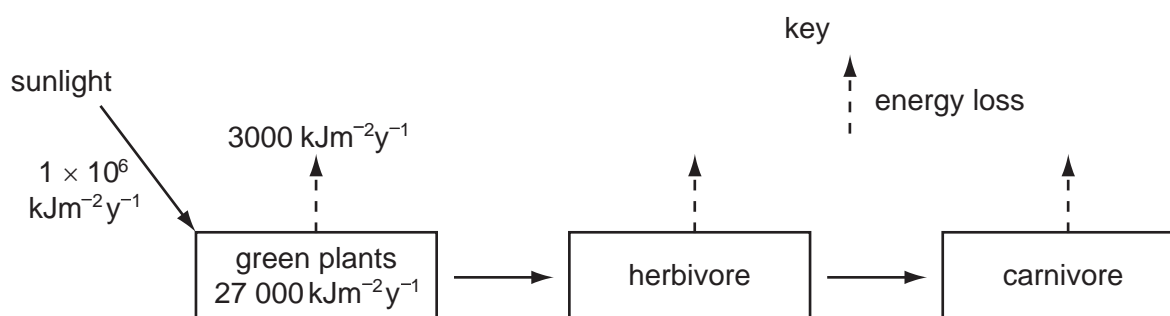 key
sunlight
energy loss
3000 kJm⁻²y⁻¹
1 × 10⁶
kJm⁻²y⁻¹
green plants
27 000 kJm⁻²y⁻¹
herbivore
carnivore